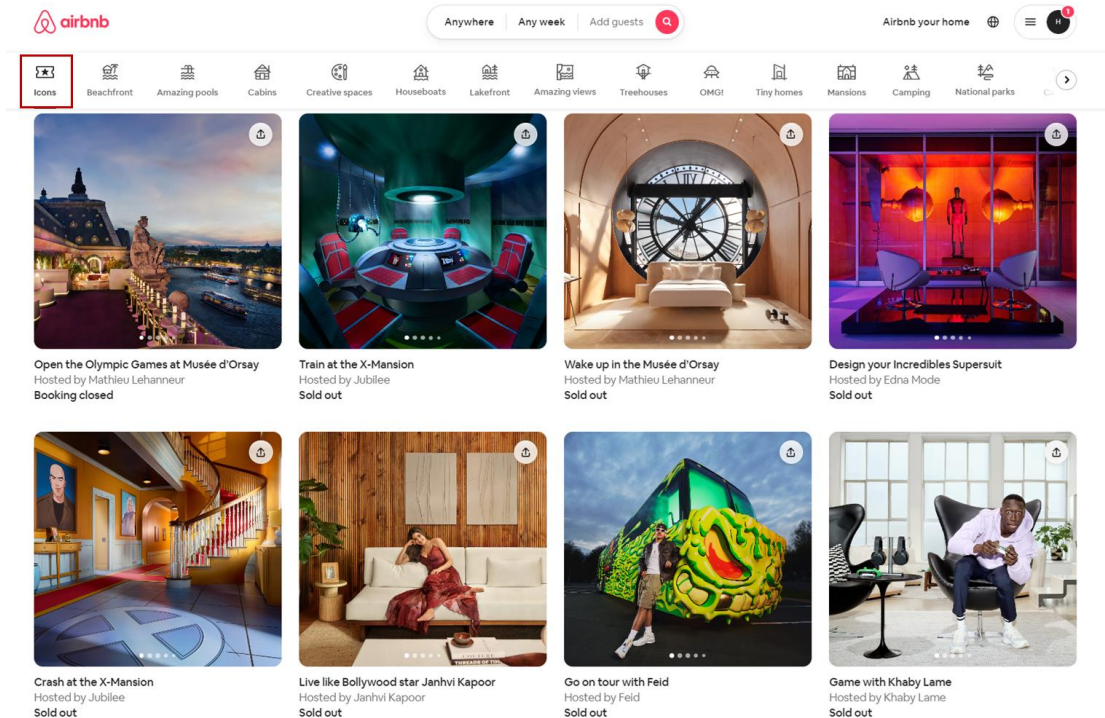 airbnb
Anywhere
Any week
Add guests
Airbnb your home
H
1
Icons
Beachfront
Amazing pools
Cabins
Creative spaces
Houseboats
Lakefront
Amazing views
Treehouses
OMG!
Tiny homes
Mansions
Camping
National parks
Open the Olympic Games at Musée d'Orsay
Hosted by Mathieu Lehanneur
Booking closed
Train at the X-Mansion
Hosted by Jubilee
Sold out
Wake up in the Musée d'Orsay
Hosted by Mathieu Lehanneur
Sold out
Design your Incredibles Supersuit
Hosted by Edna Mode
Sold out
Crash at the X-Mansion
Hosted by Jubilee
Sold out
Live like Bollywood star Janhvi Kapoor
Hosted by Janhvi Kapoor
Sold out
Go on tour with Feid
Hosted by Feid
Sold out
Game with Khaby Lame
Hosted by Khaby Lame
Sold out